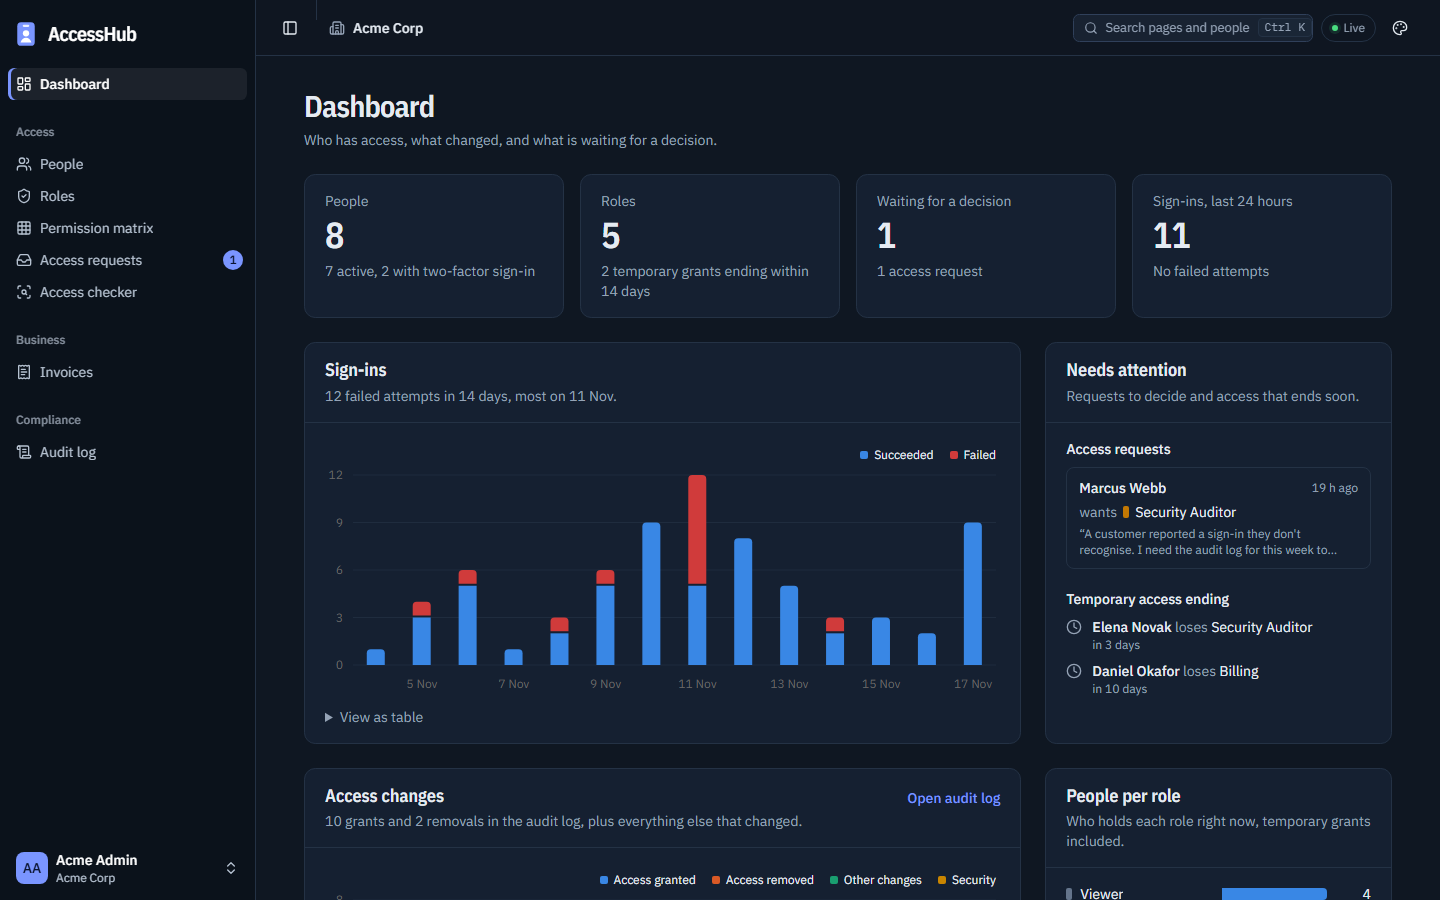 AccessHub
Dashboard
Access
People
Roles
Permission matrix
Access requests
1
Access checker
Business
Invoices
Compliance
Audit log
AA
Acme Admin
Acme Corp
Acme Corp
Search pages and people
Ctrl K
Live
Dashboard
Who has access, what changed, and what is waiting for a decision.
People
8
7 active, 2 with two-factor sign-in
Roles
5
2 temporary grants ending within
14 days
Waiting for a decision
1
1 access request
Sign-ins, last 24 hours
11
No failed attempts
Sign-ins
12 failed attempts in 14 days, most on 11 Nov.
Succeeded
Failed
12
9
6
3
0
5 Nov
7 Nov
9 Nov
11 Nov
13 Nov
15 Nov
17 Nov
View as table
Needs attention
Requests to decide and access that ends soon.
Access requests
Marcus Webb
19 h ago
wants Security Auditor
“A customer reported a sign-in they don't
recognise. I need the audit log for this week to…
Temporary access ending
Elena Novak loses Security Auditor
in 3 days
Daniel Okafor loses Billing
in 10 days
Access changes
Open audit log
10 grants and 2 removals in the audit log, plus everything else that changed.
Access granted
Access removed
Other changes
Security
People per role
Who holds each role right now, temporary grants
included.
Viewer
4